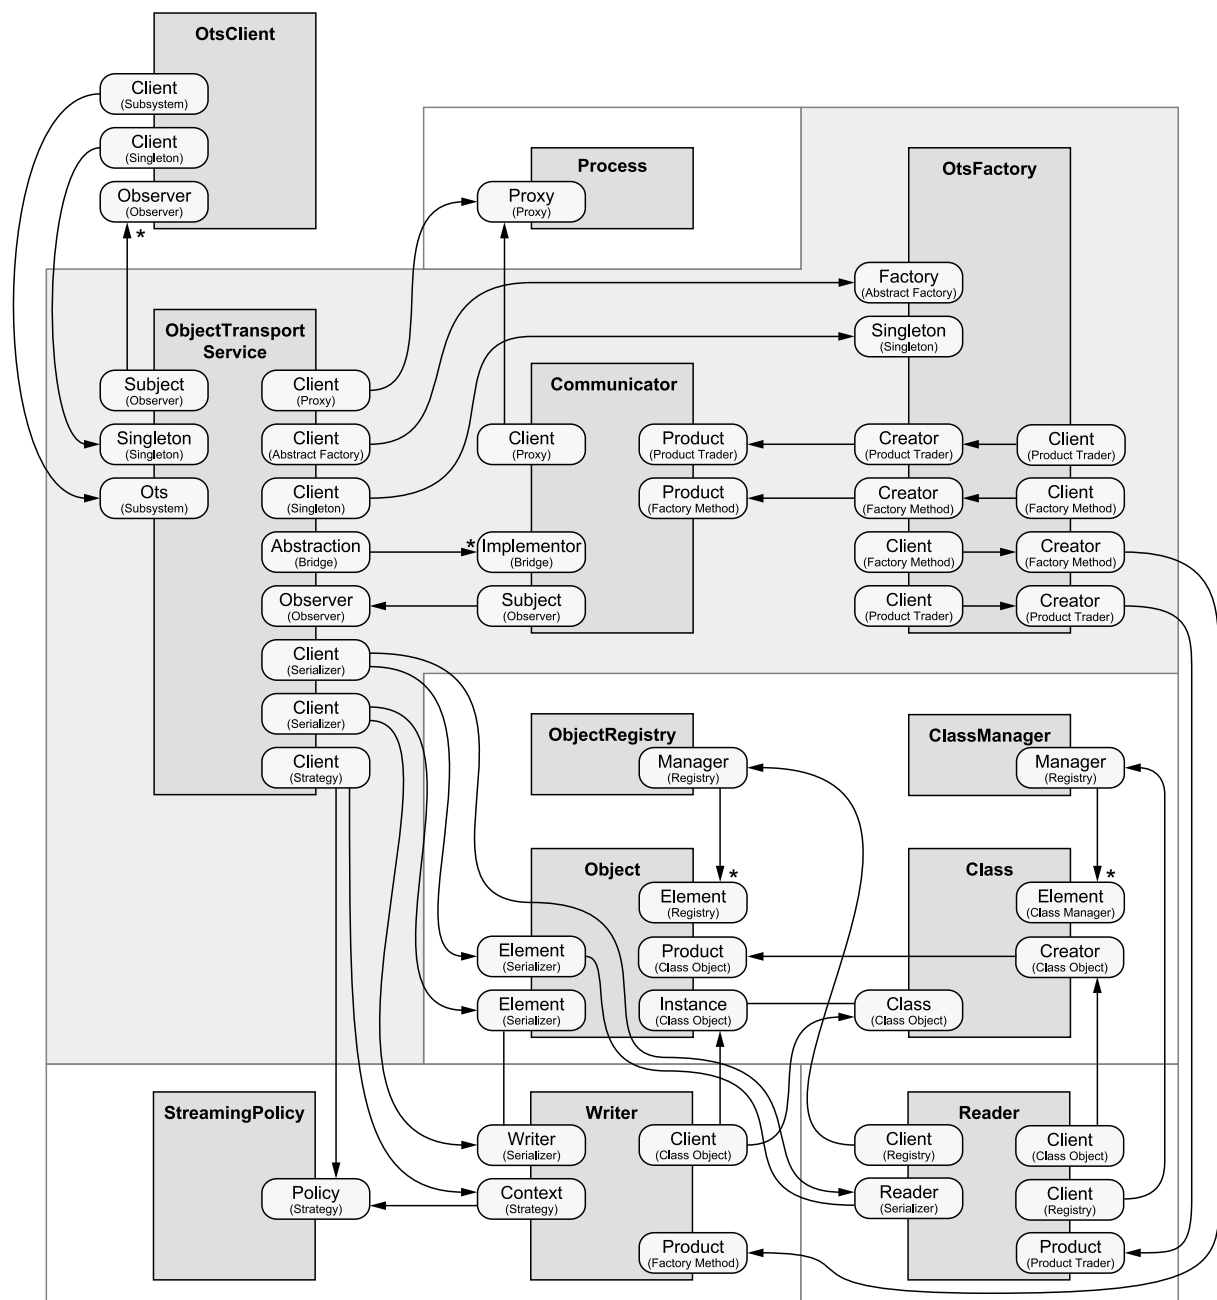 OtsClient
Client
(Subsystem)
Client
(Singleton)
Observer
(Observer)
*
Process
Proxy
(Proxy)
OtsFactory
Factory
(Abstract Factory)
Singleton
(Singleton)
Creator
(Product Trader)
Client
(Product Trader)
Creator
(Factory Method)
Client
(Factory Method)
Client
(Factory Method)
Creator
(Factory Method)
Client
(Product Trader)
Creator
(Product Trader)
ObjectTransport
Service
Subject
(Observer)
Singleton
(Singleton)
Ots
(Subsystem)
Client
(Proxy)
Client
(Abstract Factory)
Client
(Singleton)
Abstraction
(Bridge)
Observer
(Observer)
Client
(Serializer)
Client
(Serializer)
Client
(Strategy)
Communicator
Client
(Proxy)
Product
(Product Trader)
Product
(Factory Method)
*
Implementor
(Bridge)
Subject
(Observer)
ObjectRegistry
Manager
(Registry)
ClassManager
Manager
(Registry)
Object
*
Element
(Registry)
Product
(Class Object)
Instance
(Class Object)
Element
(Serializer)
Element
(Serializer)
Class
*
Element
(Class Manager)
Creator
(Class Object)
Class
(Class Object)
StreamingPolicy
Policy
(Strategy)
Writer
Writer
(Serializer)
Client
(Class Object)
Context
(Strategy)
Product
(Factory Method)
Reader
Client
(Registry)
Client
(Class Object)
Reader
(Serializer)
Client
(Registry)
Product
(Product Trader)